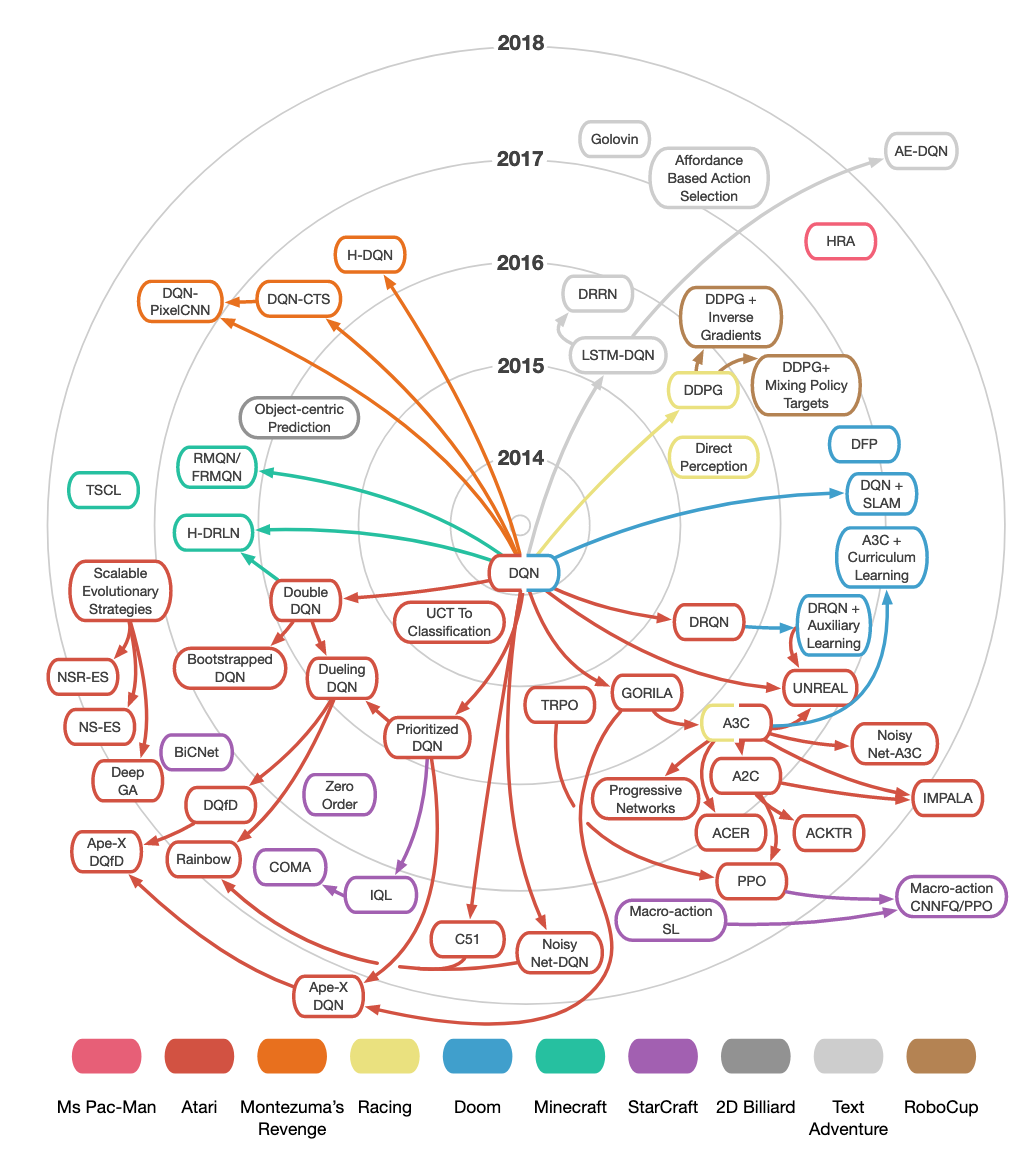 2018
Golovin
2017
AE-DQN
Affordance
Based Action
Selection
HRA
H-DQN
2016
DQN-
PixelCNN
DQN-CTS
DRRN
DDPG +
Inverse
Gradients
LSTM-DQN
2015
DDPG
DDPG+
Mixing Policy
Targets
Object-centric
Prediction
DFP
Direct
Perception
2014
RMQN/
FRMQN
TSCL
DQN +
SLAM
H-DRLN
A3C +
Curriculum
Learning
DQN
Scalable
Evolutionary
Strategies
Double
DQN
UCT To
Classification
DRQN
DRQN +
Auxiliary
Learning
Bootstrapped
DQN
NSR-ES
Dueling
DQN
UNREAL
GORILA
TRPO
NS-ES
A3C
Prioritized
DQN
Noisy
Net-A3C
BiCNet
Deep
GA
A2C
Zero
Order
Progressive
Networks
IMPALA
DQfD
ACER
ACKTR
Ape-X
DQfD
Rainbow
COMA
PPO
IQL
Macro-action
CNNFQ/PPO
Macro-action
SL
C51
Noisy
Net-DQN
Ape-X
DQN
Ms Pac-Man
Atari
Montezuma's
Revenge
Racing
Doom
Minecraft
StarCraft
2D Billiard
Text
Adventure
RoboCup